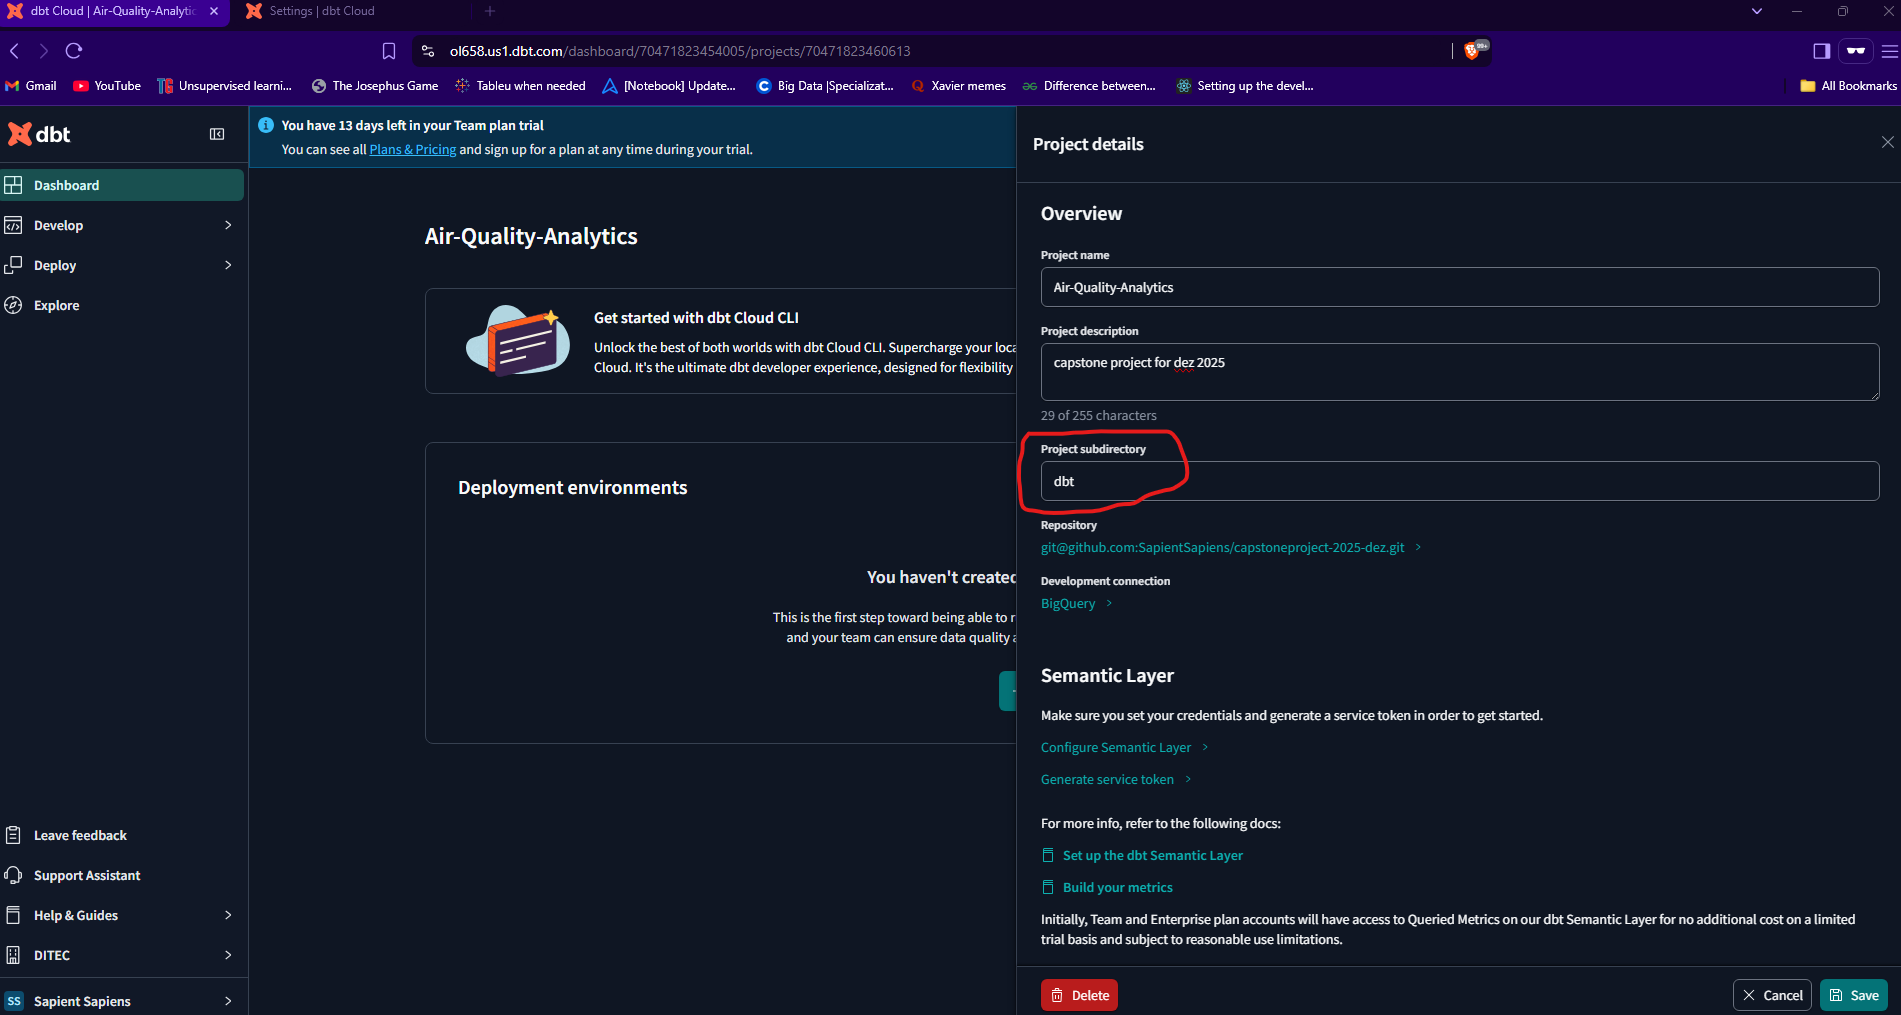 dbt Cloud | Air-Quality-Analytic
Settings | dbt Cloud
ol658.us1.dbt.com/dashboard/70471823454005/projects/70471823460613
99+
Gmail
YouTube
Unsupervised learni...
The Josephus Game
Tableu when needed
[Notebook] Update...
Big Data |Specializat...
Xavier memes
Difference between...
Setting up the devel...
All Bookmarks
dbt
Dashboard
Develop
Deploy
Explore
Leave feedback
Support Assistant
Help & Guides
DITEC
SS Sapient Sapiens
You have 13 days left in your Team plan trial
You can see all Plans & Pricing and sign up for a plan at any time during your trial.
Air-Quality-Analytics
Get started with dbt Cloud CLI
Unlock the best of both worlds with dbt Cloud CLI. Supercharge your loca
Cloud. It's the ultimate dbt developer experience, designed for flexibility
Deployment environments
You haven't created
This is the first step toward being able to r
and your team can ensure data quality a
Project details
Overview
Project name
Air-Quality-Analytics
Project description
capstone project for dez 2025
29 of 255 characters
Project subdirectory
dbt
Repository
git@github.com:SapientSapiens/capstoneproject-2025-dez.git
Development connection
BigQuery
Semantic Layer
Make sure you set your credentials and generate a service token in order to get started.
Configure Semantic Layer
Generate service token
For more info, refer to the following docs:
Set up the dbt Semantic Layer
Build your metrics
Initially, Team and Enterprise plan accounts will have access to Queried Metrics on our dbt Semantic Layer for no additional cost on a limited
trial basis and subject to reasonable use limitations.
Delete
Cancel
Save